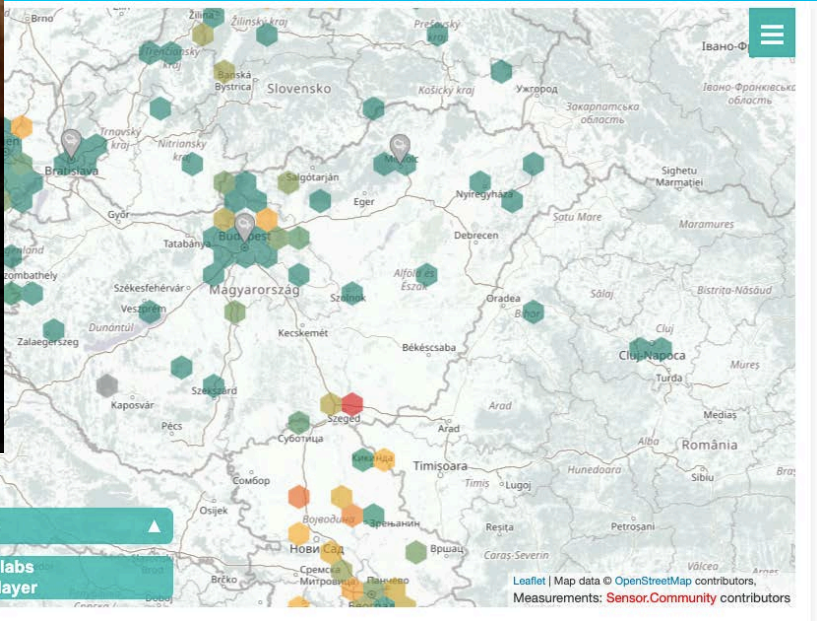 Brno
Žilina
Žilinský kraj
Prešovský
kraj
Trenčiansky
kraj
Banská
Bystrica
Slovensko
Košický kraj
Ужгород
Івано-Ф
Івано-Франківська
область
Закарпатська
область
Trnavský
kraj
Nitriansky
kraj
Bratislava
Salgótarján
Eger
Nyíregyháza
Sighetu
Marmației
Győr
Tatabánya
Budapest
Debrecen
Satu Mare
Maramureș
zombathely
Székesfehérvár
Magyarország
Veszprém
Szolnok
Alföld és
Észak
Oradea
Bihor
Sălaj
Bistrița-Năsăud
Zalaegerszeg
Dunántúl
Kecskemét
Békéscsaba
Cluj
Cluj-Napoca
Turda
Mureș
Kaposvár
Szekszárd
Pécs
Szeged
Суботица
Arad
Arad
Mediaș
Alba
România
Кикинда
Timișoara
Timiș
Lugoj
Hunedoara
Sibiu
Сомбор
Osijek
Војводина
Зрењанин
Reșița
Petroșani
Нови Сад
Вршац
Caraș-Severin
Vâlcea
Сремска
Митровица
Панчево
Brčko
Београд
▲
labs
layer
Leaflet | Map data © OpenStreetMap contributors,
Measurements: Sensor.Community contributors